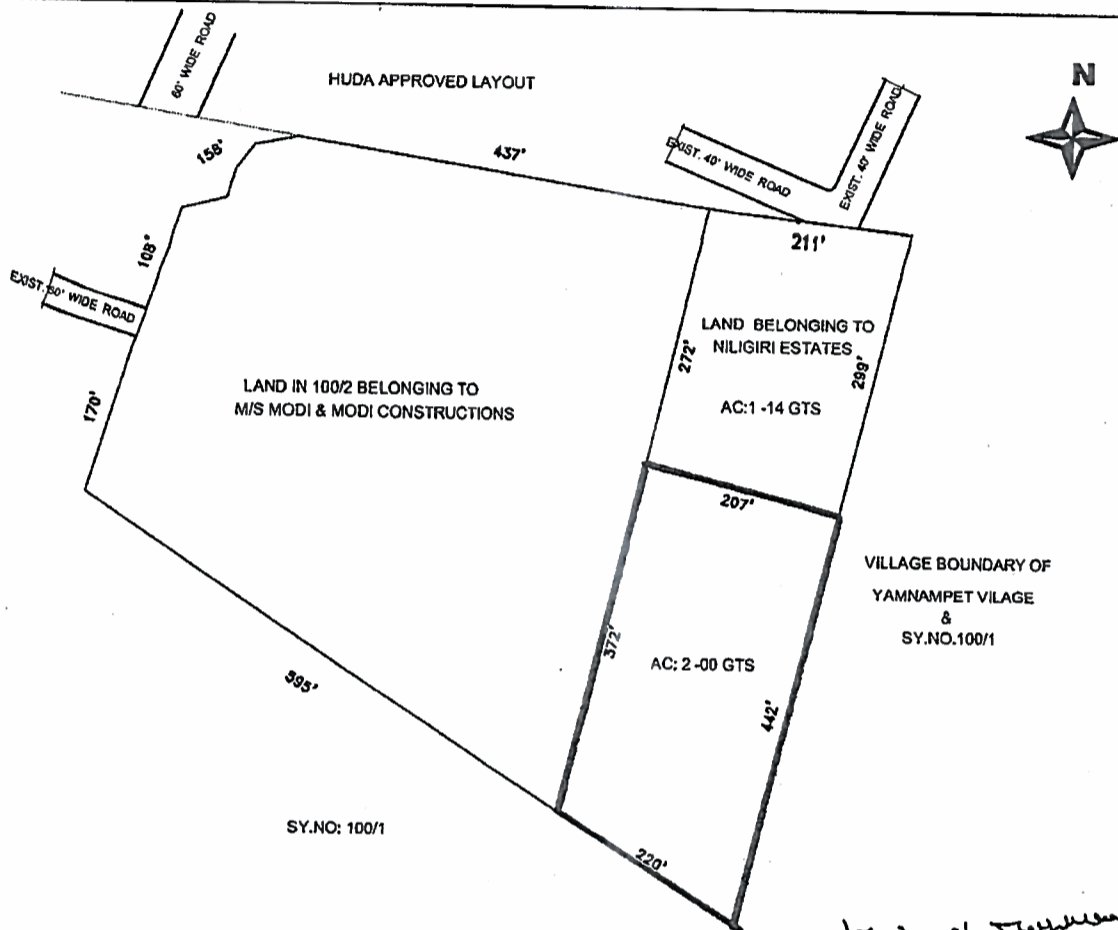 60' WIDE ROAD
HUDA APPROVED LAYOUT
N
158'
437'
EXIST. 40' WIDE ROAD
EXIST. 40' WIDE ROAD
211'
108'
EXIST. 30' WIDE ROAD
LAND BELONGING TO
NILIGIRI ESTATES
272'
299'
AC:1 -14 GTS
LAND IN 100/2 BELONGING TO
M/S MODI & MODI CONSTRUCTIONS
170'
207'
VILLAGE BOUNDARY OF
YAMNAMPET VILAGE
&
SY.NO.100/1
372'
AC: 2 -00 GTS
595'
442'
SY.NO: 100/1
220'